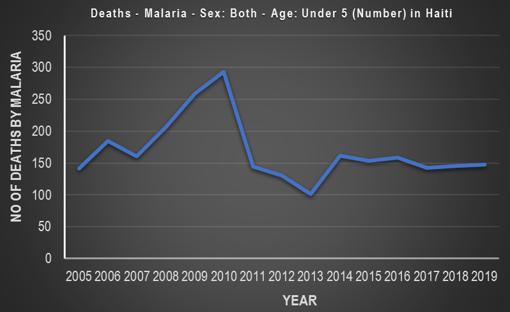 Deaths - Malaria - Sex: Both - Age: Under 5 (Number) in Haiti
NO OF DEATHS BY MALARIA
350
300
250
200
150
100
50
0
2005 2006 2007 2008 2009 2010 2011 2012 2013 2014 2015 2016 2017 2018 2019
YEAR